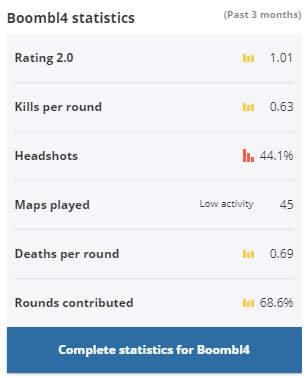 Boombl4 statistics (Past 3 months)
Rating 2.0 1.01
Kills per round 0.63
Headshots 44.1%
Maps played Low activity 45
Deaths per round 0.69
Rounds contributed 68.6%
Complete statistics for Boombl4